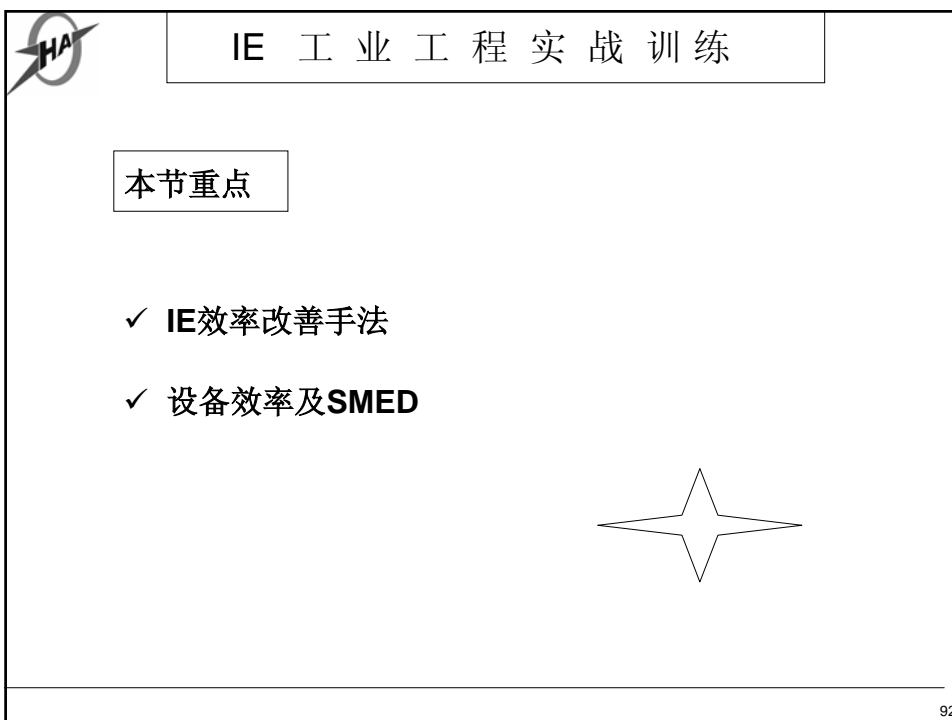 HA
IE 工 业 工 程 实 战 训 练
本节重点
✓ IE效率改善手法
✓ 设备效率及SMED
92